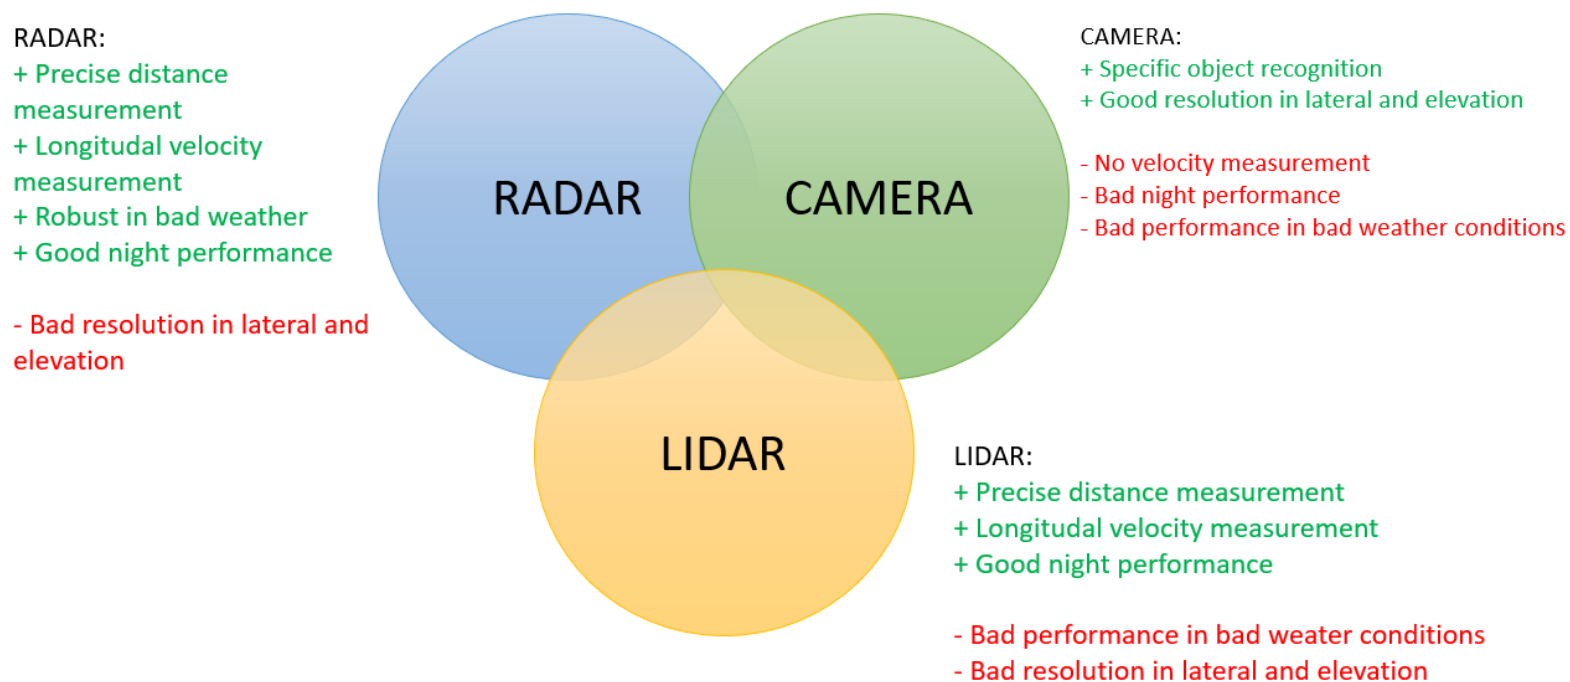 RADAR:
+ Precise distance
measurement
+ Longitudal velocity
measurement
+ Robust in bad weather
+ Good night performance
- Bad resolution in lateral and
elevation
RADAR
CAMERA
LIDAR
CAMERA:
+ Specific object recognition
+ Good resolution in lateral and elevation
- No velocity measurement
- Bad night performance
- Bad performance in bad weather conditions
LIDAR:
+ Precise distance measurement
+ Longitudal velocity measurement
+ Good night performance
- Bad performance in bad weater conditions
- Bad resolution in lateral and elevation